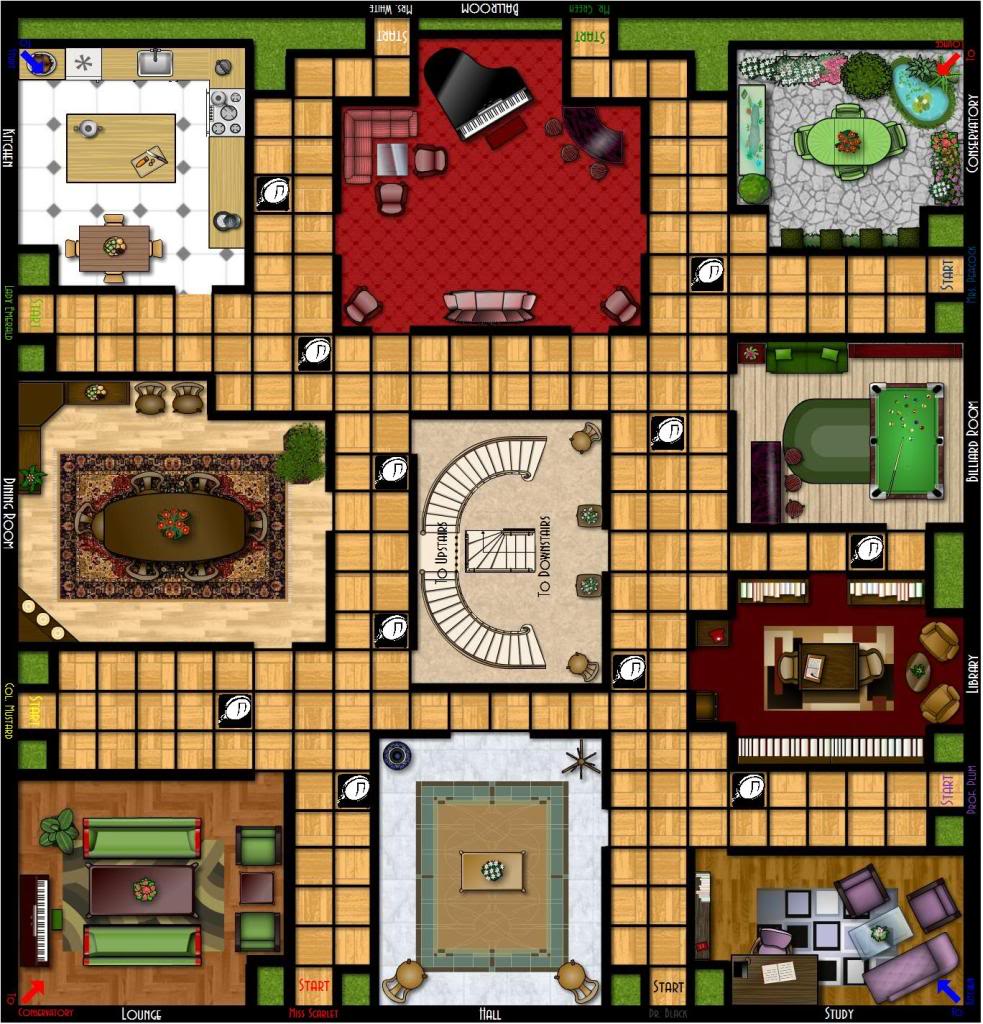 Mrs. White
Ballroom
Mr. Green
START
START
To
Lounge
Kitchen
Conservatory
Lady Emerald
START
START
Mrs. Peacock
Billiard Room
Dining Room
To Upstairs
To Downstairs
Library
Col. Mustard
START
START
Prof. Plum
START
START
To
Conservatory
Lounge
Miss Scarlet
Hall
Dr. Black
Study
To
Kitchen